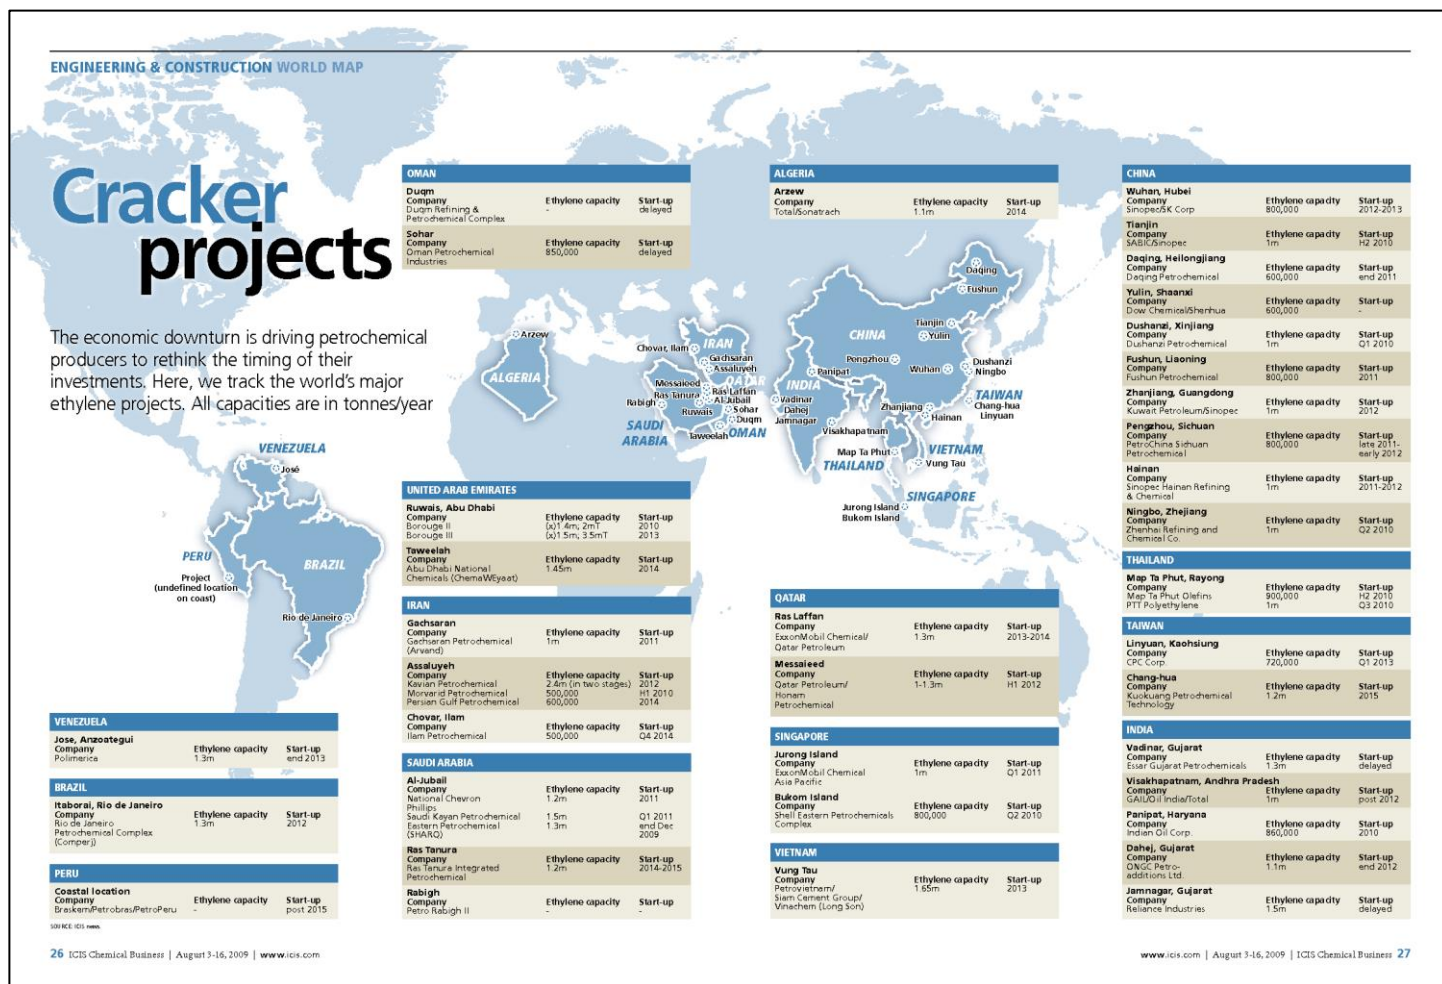 ENGINEERING & CONSTRUCTION WORLD MAP
Cracker
projects
The economic downturn is driving petrochemical
producers to rethink the timing of their
investments. Here, we track the world's major
ethylene projects. All capacities are in tonnes/year
VENEZUELA
José
PERU
Project
(undefined location
on coast)
BRAZIL
Rio de Janeiro
Arzew
ALGERIA
Chovar, Ilam
IRAN
Gachsaran
Assaluyeh
QATAR
Messaieed
Ras Laffan
Ras Tanura
Al-Jubail
Rabigh
Ruwais
Sohar
Duqm
SAUDI
ARABIA
Taweelah
OMAN
Daqing
Fushun
CHINA
Tianjin
Yulin
Pengzhou
Wuhan
Dushanzi
Ningbo
INDIA
Panipat
Vadinar
Dahej
Jamnagar
Visakhapatnam
Zhanjiang
Hainan
TAIWAN
Chang-hua
Linyuan
Map Ta Phut
THAILAND
VIETNAM
Vung Tau
SINGAPORE
Jurong Island
Bukom Island
VENEZUELA
Jose, Anzoategui
Company Ethylene capacity Start-up
Polimerica 1.3m end 2013
BRAZIL
Itaborai, Rio de Janeiro
Company Ethylene capacity Start-up
Rio de Janeiro 1.3m 2012
Petrochemical Complex
(Comperj)
PERU
Coastal location
Company Ethylene capacity Start-up
Braskem/Petrobras/PetroPeru - post 2015
SOURCE: ICIS news
OMAN
Duqm
Company Ethylene capacity Start-up
Duqm Refining & - delayed
Petrochemical Complex
Sohar
Company Ethylene capacity Start-up
Oman Petrochemical 850,000 delayed
Industries
UNITED ARAB EMIRATES
Ruwais, Abu Dhabi
Company Ethylene capacity Start-up
Borouge II (x)1.4m; 2mT 2010
Borouge III (x)1.5m; 3.5mT 2013
Taweelah
Company Ethylene capacity Start-up
Abu Dhabi National 1.45m 2014
Chemicals (ChemaWEyaat)
IRAN
Gachsaran
Company Ethylene capacity Start-up
Gachsaran Petrochemical 1m 2011
(Arvand)
Assaluyeh
Company Ethylene capacity Start-up
Kavian Petrochemical 2.4m (in two stages) 2012
Morvarid Petrochemical 500,000 H1 2010
Persian Gulf Petrochemical 600,000 2014
Chovar, Ilam
Company Ethylene capacity Start-up
Ilam Petrochemical 500,000 Q4 2014
SAUDI ARABIA
Al-Jubail
Company Ethylene capacity Start-up
National Chevron 1.2m 2011
Phillips
Saudi Kayan Petrochemical 1.5m Q1 2011
Eastern Petrochemical 1.3m end Dec
(SHARQ) 2009
Ras Tanura
Company Ethylene capacity Start-up
Ras Tanura Integrated 1.2m 2014-2015
Petrochemical
Rabigh
Company Ethylene capacity Start-up
Petro Rabigh II - -
ALGERIA
Arzew
Company Ethylene capacity Start-up
Total/Sonatrach 1.1m 2014
QATAR
Ras Laffan
Company Ethylene capacity Start-up
ExxonMobil Chemical/ 1.3m 2013-2014
Qatar Petroleum
Messaieed
Company Ethylene capacity Start-up
Qatar Petroleum/ 1-1.3m H1 2012
Honam
Petrochemical
SINGAPORE
Jurong Island
Company Ethylene capacity Start-up
ExxonMobil Chemical 1m Q1 2011
Asia Pacific
Bukom Island
Company Ethylene capacity Start-up
Shell Eastern Petrochemicals 800,000 Q2 2010
Complex
VIETNAM
Vung Tau
Company Ethylene capacity Start-up
Petrovietnam/ 1.65m 2013
Siam Cement Group/
Vinachem (Long Son)
CHINA
Wuhan, Hubei
Company Ethylene capacity Start-up
Sinopec/SK Corp 800,000 2012-2013
Tianjin
Company Ethylene capacity Start-up
SABIC/Sinopec 1m H2 2010
Daqing, Heilongjiang
Company Ethylene capacity Start-up
Daqing Petrochemical 600,000 end 2011
Yulin, Shaanxi
Company Ethylene capacity Start-up
Dow Chemical/Shenhua 600,000 -
Dushanzi, Xinjiang
Company Ethylene capacity Start-up
Dushanzi Petrochemical 1m Q1 2010
Fushun, Liaoning
Company Ethylene capacity Start-up
Fushun Petrochemical 800,000 2011
Zhanjiang, Guangdong
Company Ethylene capacity Start-up
Kuwait Petroleum/Sinopec 1m 2012
Pengzhou, Sichuan
Company Ethylene capacity Start-up
PetroChina Sichuan 800,000 late 2011-
Petrochemical early 2012
Hainan
Company Ethylene capacity Start-up
Sinopec Hainan Refining 1m 2011-2012
& Chemical
Ningbo, Zhejiang
Company Ethylene capacity Start-up
Zhenhai Refining and 1m Q2 2010
Chemical Co.
THAILAND
Map Ta Phut, Rayong
Company Ethylene capacity Start-up
Map Ta Phut Olefins 900,000 H2 2010
PTT Polyethylene 1m Q3 2010
TAIWAN
Linyuan, Kaohsiung
Company Ethylene capacity Start-up
CPC Corp. 720,000 Q1 2013
Chang-hua
Company Ethylene capacity Start-up
Kuokuang Petrochemical 1.2m 2015
Technology
INDIA
Vadinar, Gujarat
Company Ethylene capacity Start-up
Essar Gujarat Petrochemicals 1.3m delayed
Visakhapatnam, Andhra Pradesh
Company Ethylene capacity Start-up
GAIL/Oil India/Total 1m post 2012
Panipat, Haryana
Company Ethylene capacity Start-up
Indian Oil Corp. 860,000 2010
Dahej, Gujarat
Company Ethylene capacity Start-up
ONGC Petro- 1.1m end 2012
additions Ltd.
Jamnagar, Gujarat
Company Ethylene capacity Start-up
Reliance Industries 1.5m delayed
26 ICIS Chemical Business | August 3-16, 2009 | www.icis.com
www.icis.com | August 3-16, 2009 | ICIS Chemical Business 27